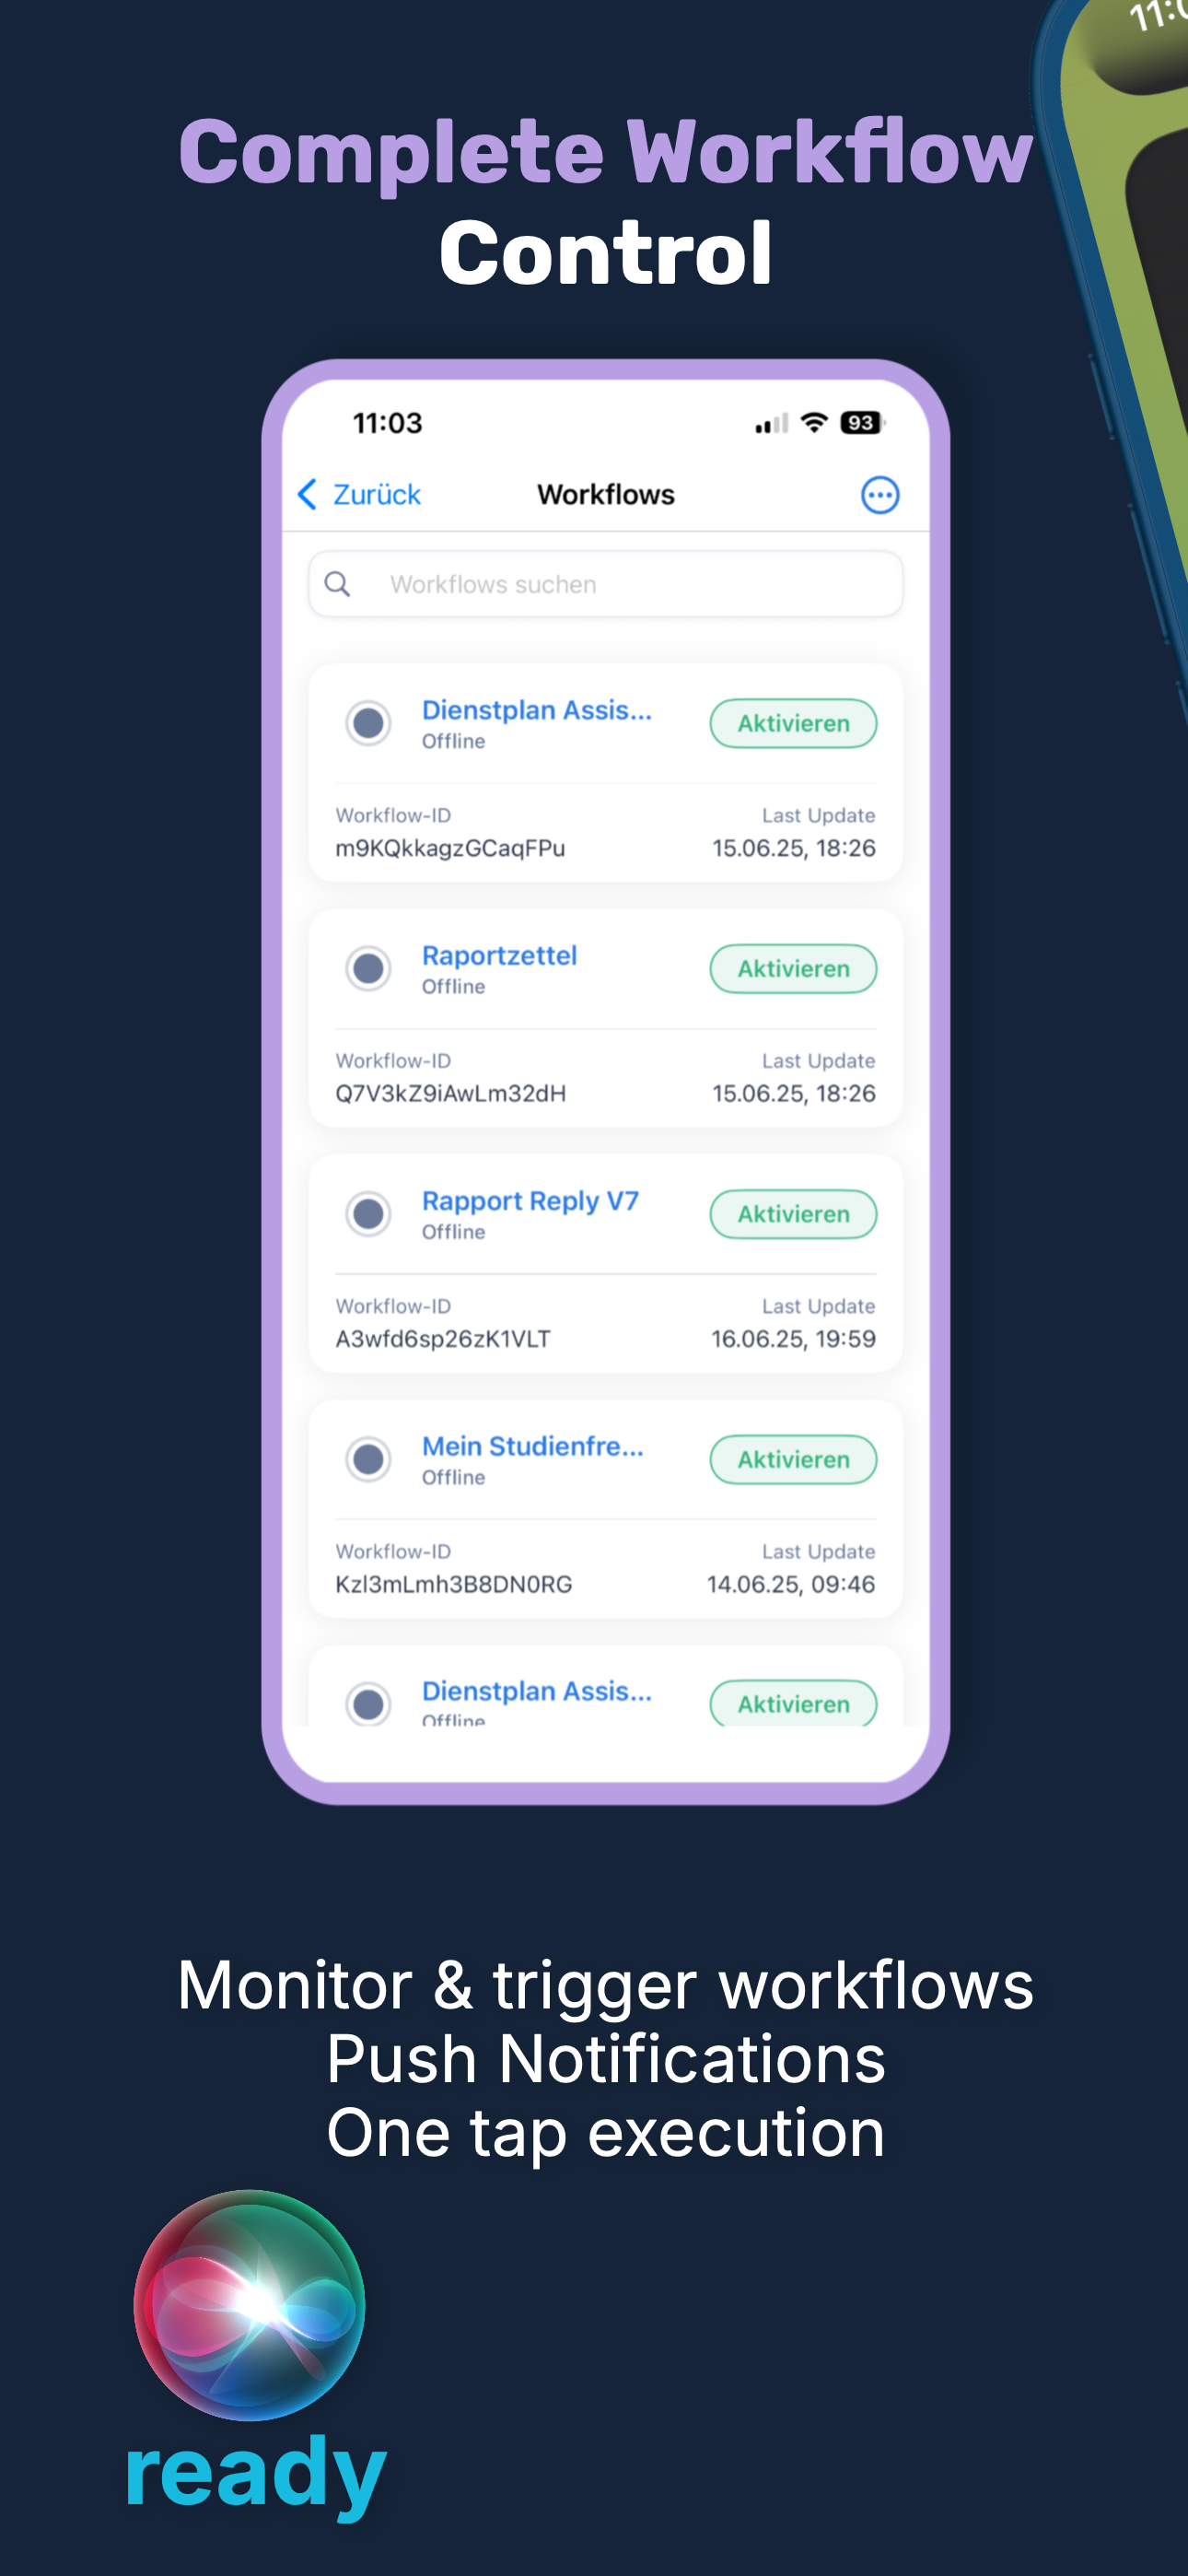 Complete Workflow
Control
11:03
93
Zurück
Workflows
Workflows suchen
Dienstplan Assis...
Offline
Aktivieren
Workflow-ID
Last Update
m9KQkkagzGCaqFPu
15.06.25, 18:26
Raportzettel
Offline
Aktivieren
Workflow-ID
Last Update
Q7V3kZ9iAwLm32dH
15.06.25, 18:26
Rapport Reply V7
Offline
Aktivieren
Workflow-ID
Last Update
A3wfd6sp26zK1VLT
16.06.25, 19:59
Mein Studienfre...
Offline
Aktivieren
Workflow-ID
Last Update
Kzl3mLmh3B8DN0RG
14.06.25, 09:46
Dienstplan Assis...
Offline
Aktivieren
Monitor & trigger workflows
Push Notifications
One tap execution
ready